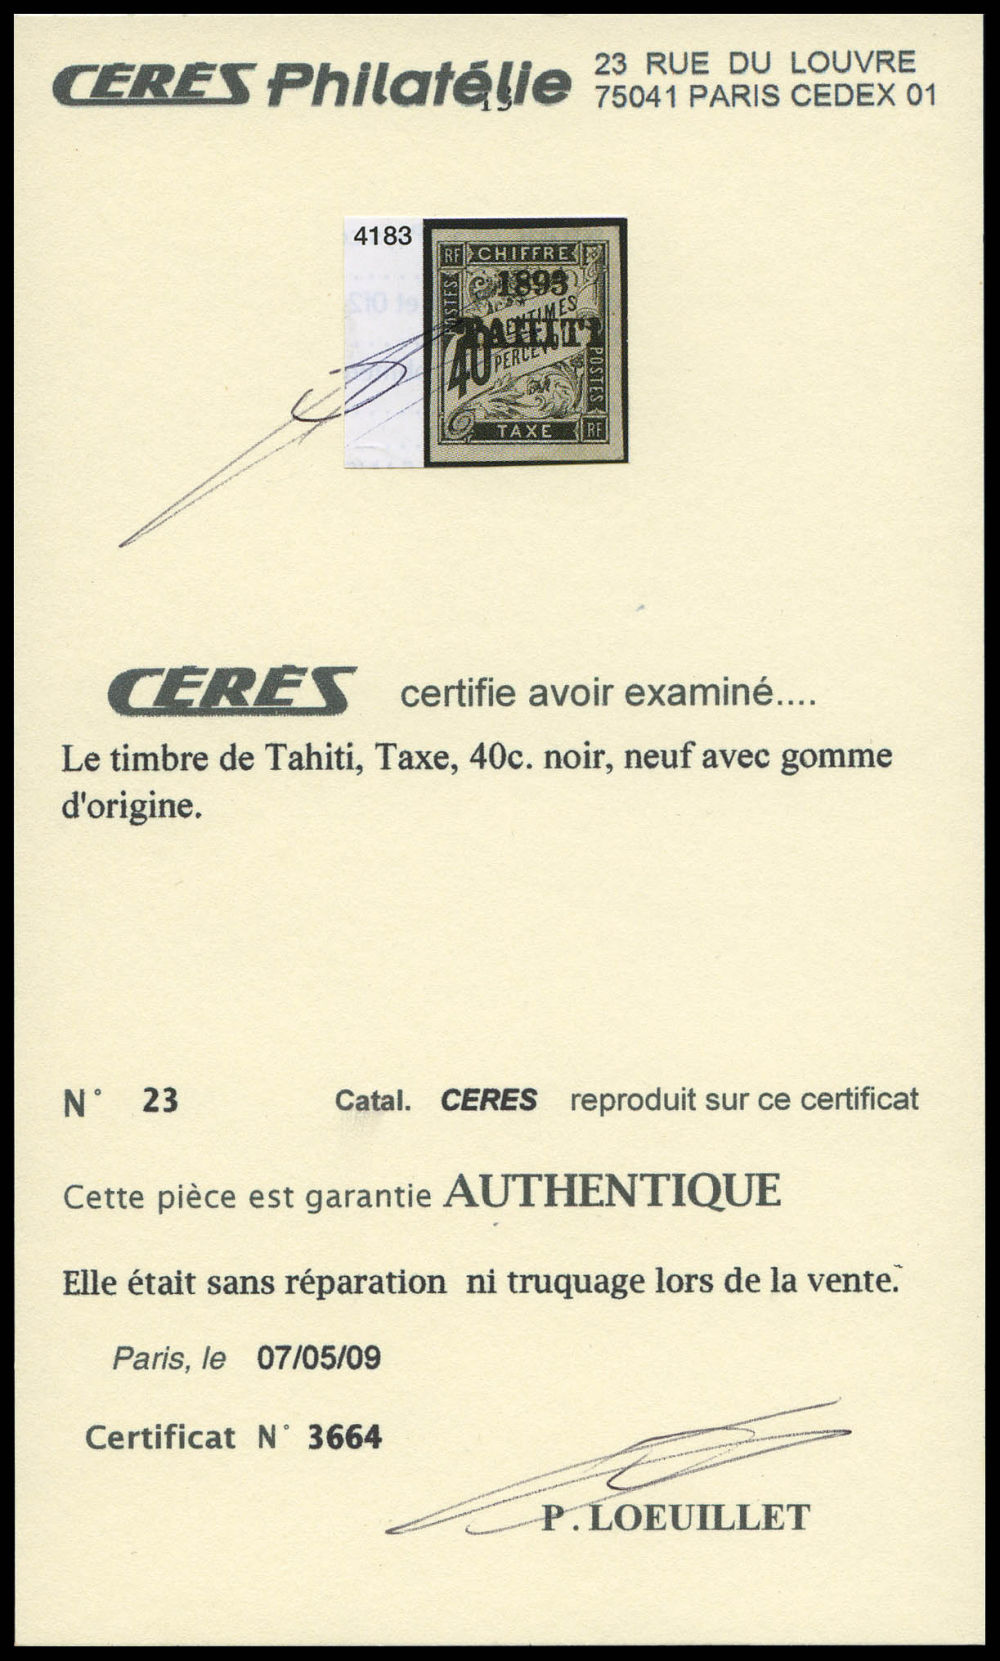 CÉRÈS Philatélie
23 RUE DU LOUVRE
75041 PARIS CEDEX 01
13
4183
RF CHIFFRE
1893
POSTES
CENTIMES
TAHITI
40 PERCEVOIR
POSTES
TAXE RF
CÉRÈS certifie avoir examiné....
Le timbre de Tahiti, Taxe, 40c. noir, neuf avec gomme
d'origine.
N° 23 Catal. CERES reproduit sur ce certificat
Cette pièce est garantie AUTHENTIQUE
Elle était sans réparation ni truquage lors de la vente.
Paris, le 07/05/09
Certificat N° 3664
P. LOEUILLET